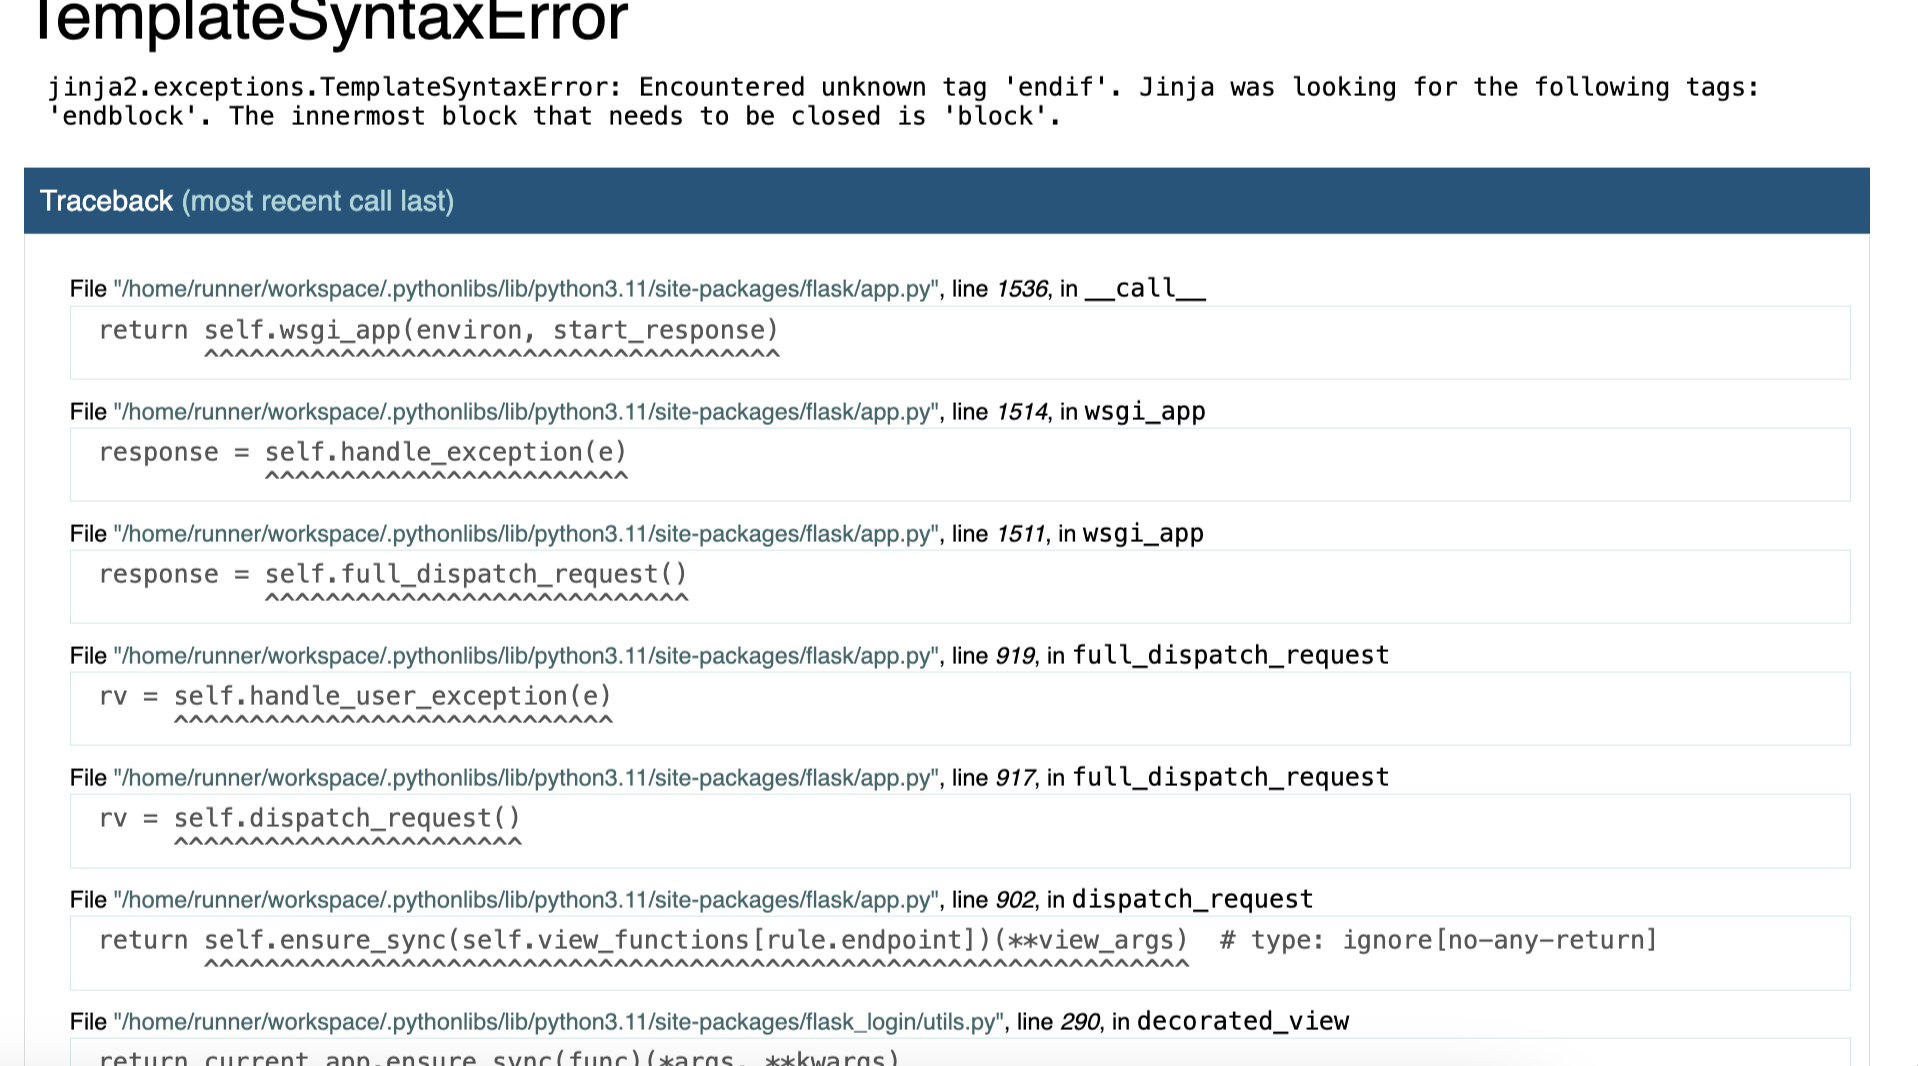 TemplateSyntaxError
jinja2.exceptions.TemplateSyntaxError: Encountered unknown tag 'endif'. Jinja was looking for the following tags:
'endblock'. The innermost block that needs to be closed is 'block'.
Traceback (most recent call last)
File "/home/runner/workspace/.pythonlibs/lib/python3.11/site-packages/flask/app.py", line 1536, in __call__
return self.wsgi_app(environ, start_response)
^^^^^^^^^^^^^^^^^^^^^^^^^^^^^^^^^^^^^^
File "/home/runner/workspace/.pythonlibs/lib/python3.11/site-packages/flask/app.py", line 1514, in wsgi_app
response = self.handle_exception(e)
^^^^^^^^^^^^^^^^^^^^^^^^
File "/home/runner/workspace/.pythonlibs/lib/python3.11/site-packages/flask/app.py", line 1511, in wsgi_app
response = self.full_dispatch_request()
^^^^^^^^^^^^^^^^^^^^^^^^^^^^
File "/home/runner/workspace/.pythonlibs/lib/python3.11/site-packages/flask/app.py", line 919, in full_dispatch_request
rv = self.handle_user_exception(e)
^^^^^^^^^^^^^^^^^^^^^^^^^^^^^
File "/home/runner/workspace/.pythonlibs/lib/python3.11/site-packages/flask/app.py", line 917, in full_dispatch_request
rv = self.dispatch_request()
^^^^^^^^^^^^^^^^^^^^^^^
File "/home/runner/workspace/.pythonlibs/lib/python3.11/site-packages/flask/app.py", line 902, in dispatch_request
return self.ensure_sync(self.view_functions[rule.endpoint])(**view_args)  # type: ignore[no-any-return]
^^^^^^^^^^^^^^^^^^^^^^^^^^^^^^^^^^^^^^^^^^^^^^^^^^^^^^^^^^^^^^^^^
File "/home/runner/workspace/.pythonlibs/lib/python3.11/site-packages/flask_login/utils.py", line 290, in decorated_view
return current_app.ensure_sync(func)(*args, **kwargs)